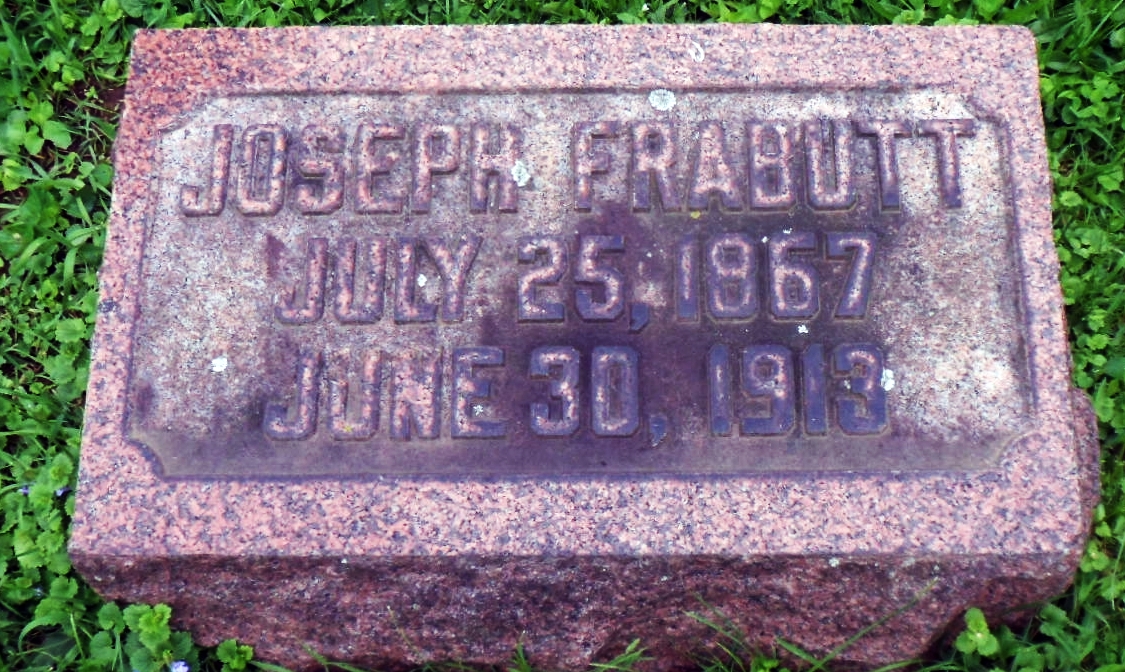 JOSEPH FRABUTT
JULY 25, 1867
JUNE 30, 1913